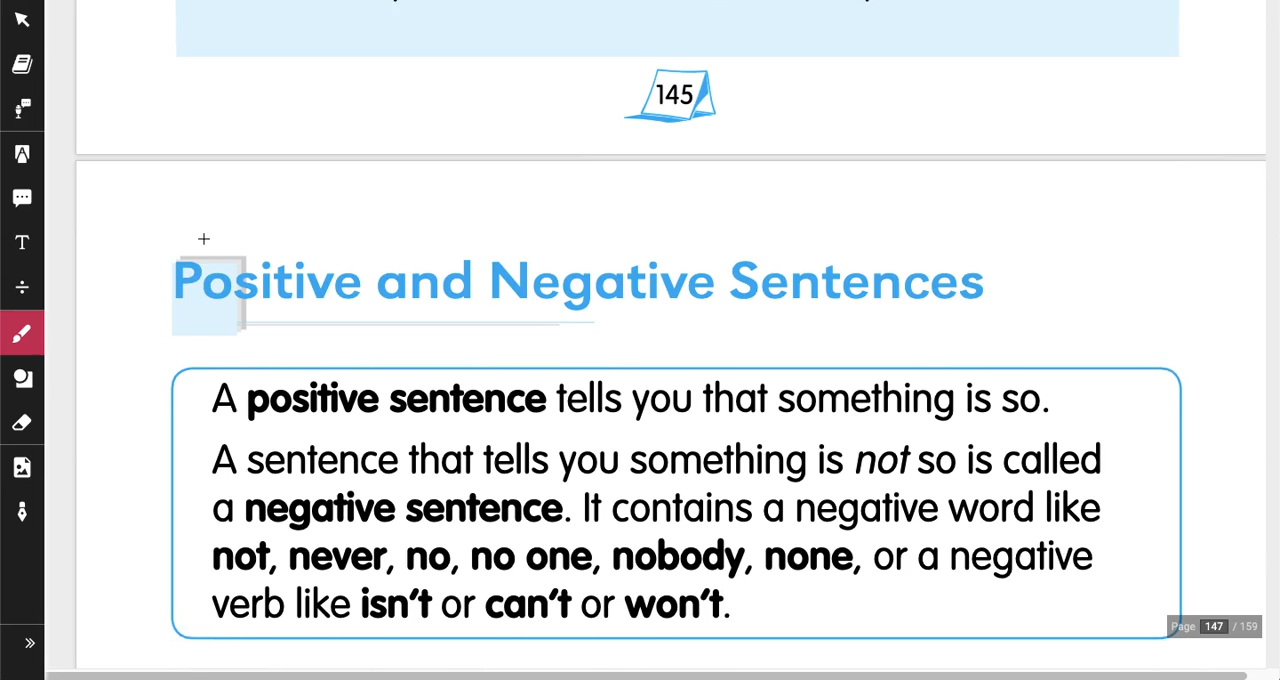 145
Positive and Negative Sentences
A positive sentence tells you that something is so.
A sentence that tells you something is not so is called
a negative sentence. It contains a negative word like
not, never, no, no one, nobody, none, or a negative
verb like isn't or can't or won't.
Page 147 / 159